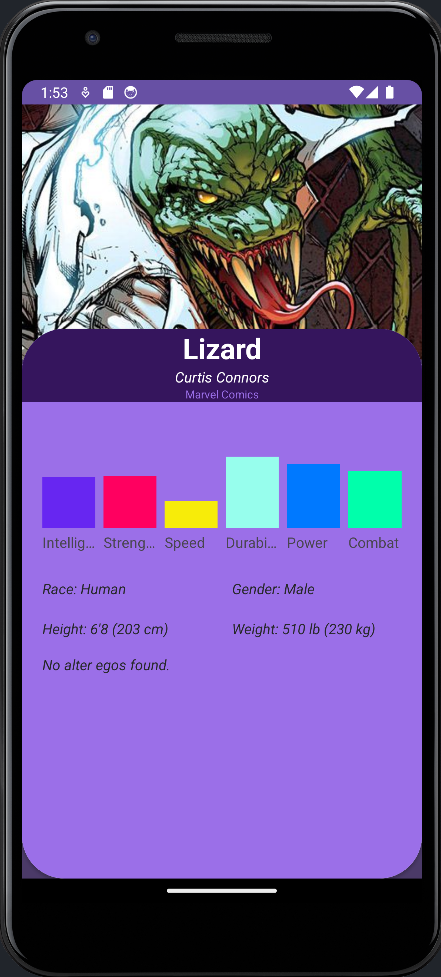 1:53
Lizard
Curtis Connors
Marvel Comics
Intellig... Streng... Speed Durabi... Power Combat
Race: Human Gender: Male
Height: 6'8 (203 cm) Weight: 510 lb (230 kg)
No alter egos found.